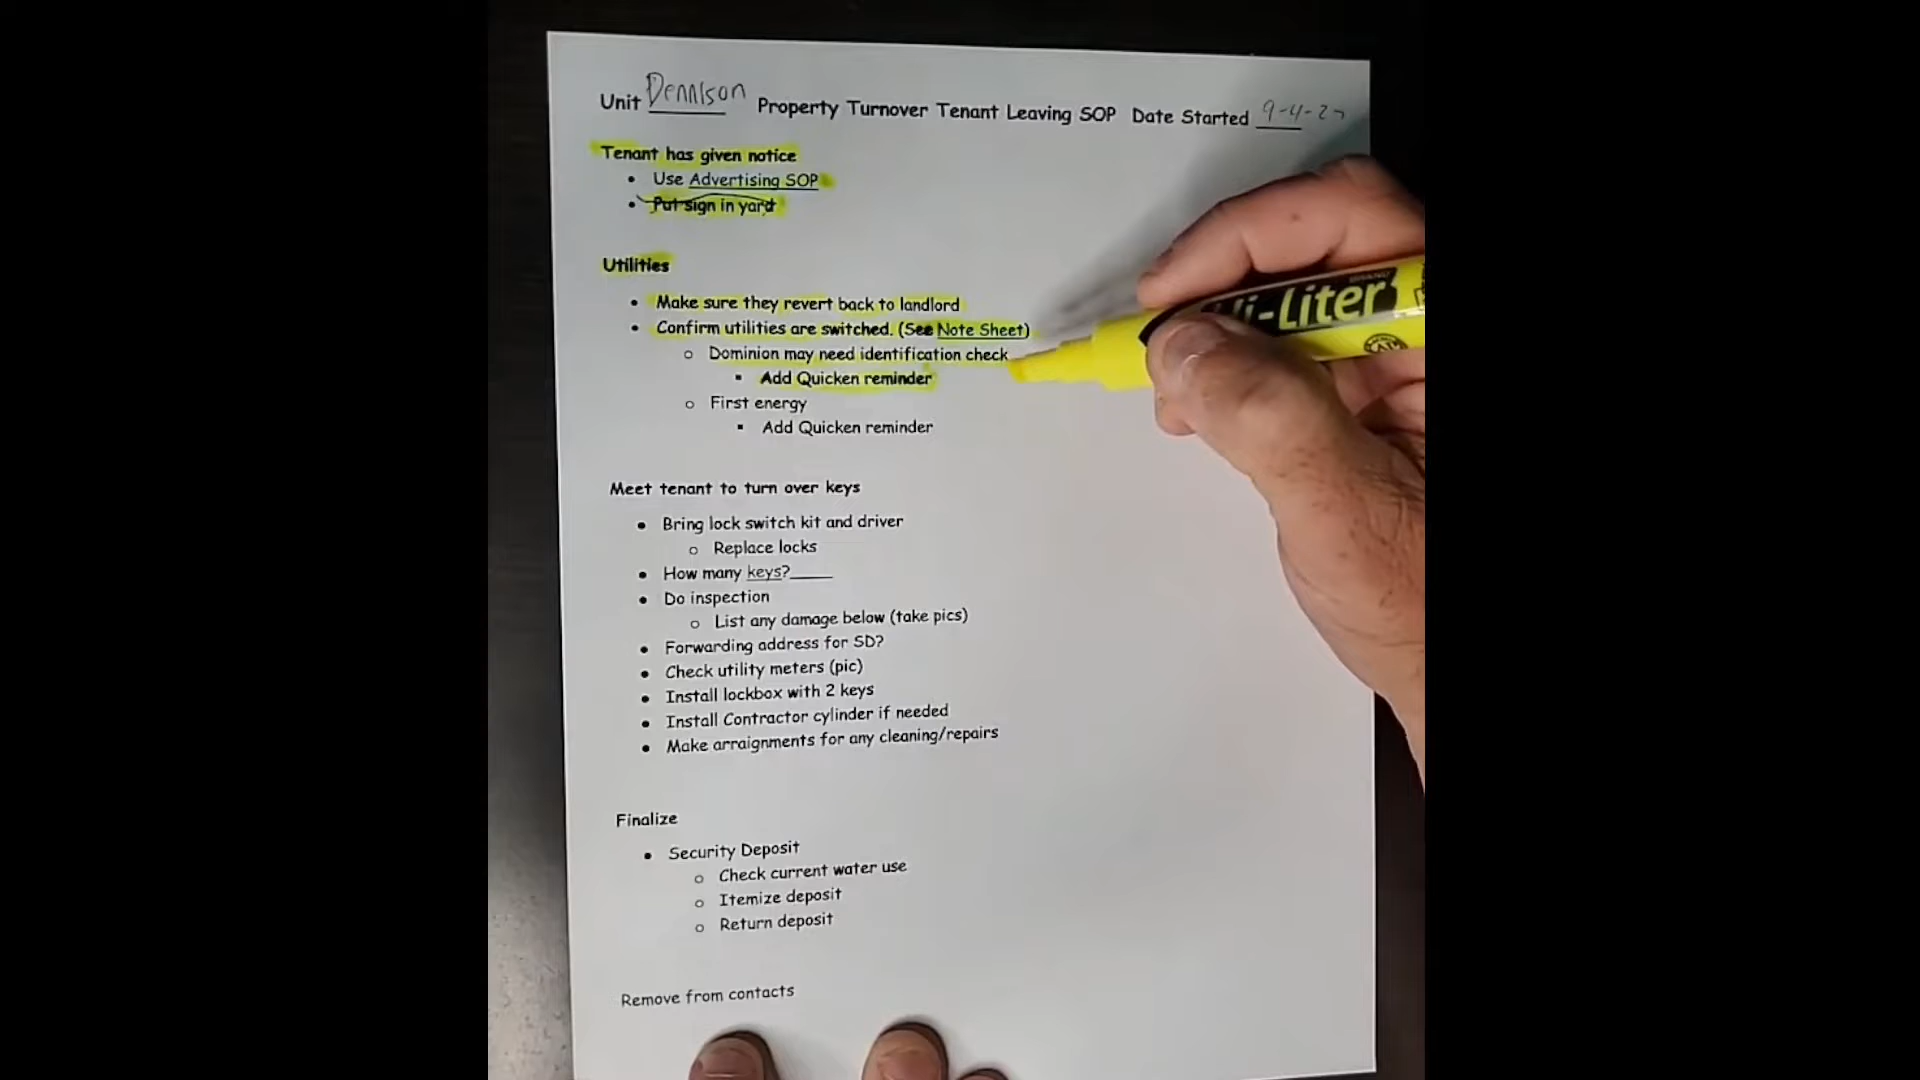 Unit Dennison Property Turnover Tenant Leaving SOP Date Started 9-4-2
Tenant has given notice
• Use Advertising SOP
• Put sign in yard
Utilities
• Make sure they revert back to landlord
• Confirm utilities are switched. (See Note Sheet)
o Dominion may need identification check
▪ Add Quicken reminder
o First energy
▪ Add Quicken reminder
Meet tenant to turn over keys
• Bring lock switch kit and driver
o Replace locks
• How many keys?____
• Do inspection
o List any damage below (take pics)
• Forwarding address for SD?
• Check utility meters (pic)
• Install lockbox with 2 keys
• Install Contractor cylinder if needed
• Make arraignments for any cleaning/repairs
Finalize
• Security Deposit
o Check current water use
o Itemize deposit
o Return deposit
Remove from contacts
Hi-Liter